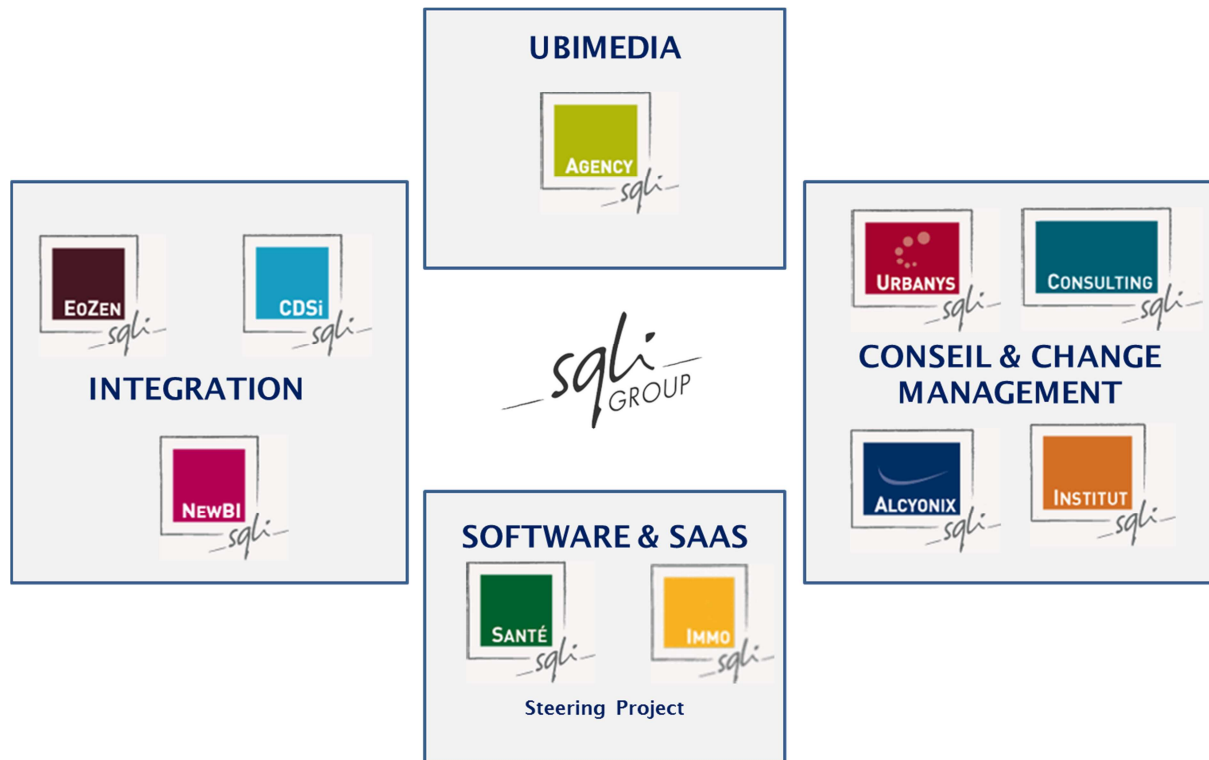 UBIMEDIA
AGENCY
sqli
EOZEN
sqli
CDSi
sqli
INTEGRATION
NEWBI
sqli
sqli
GROUP
URBANYS
sqli
CONSULTING
sqli
CONSEIL & CHANGE
MANAGEMENT
ALCYONIX
sqli
INSTITUT
sqli
SOFTWARE & SAAS
SANTÉ
sqli
IMMO
sqli
Steering Project